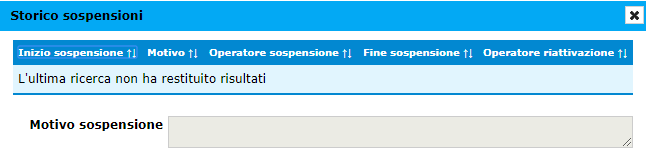 Storico sospensioni
Inizio sospensione ↑↓ Motivo ↑↓ Operatore sospensione ↑↓ Fine sospensione ↑↓ Operatore riattivazione ↑↓
L'ultima ricerca non ha restituito risultati
Motivo sospensione